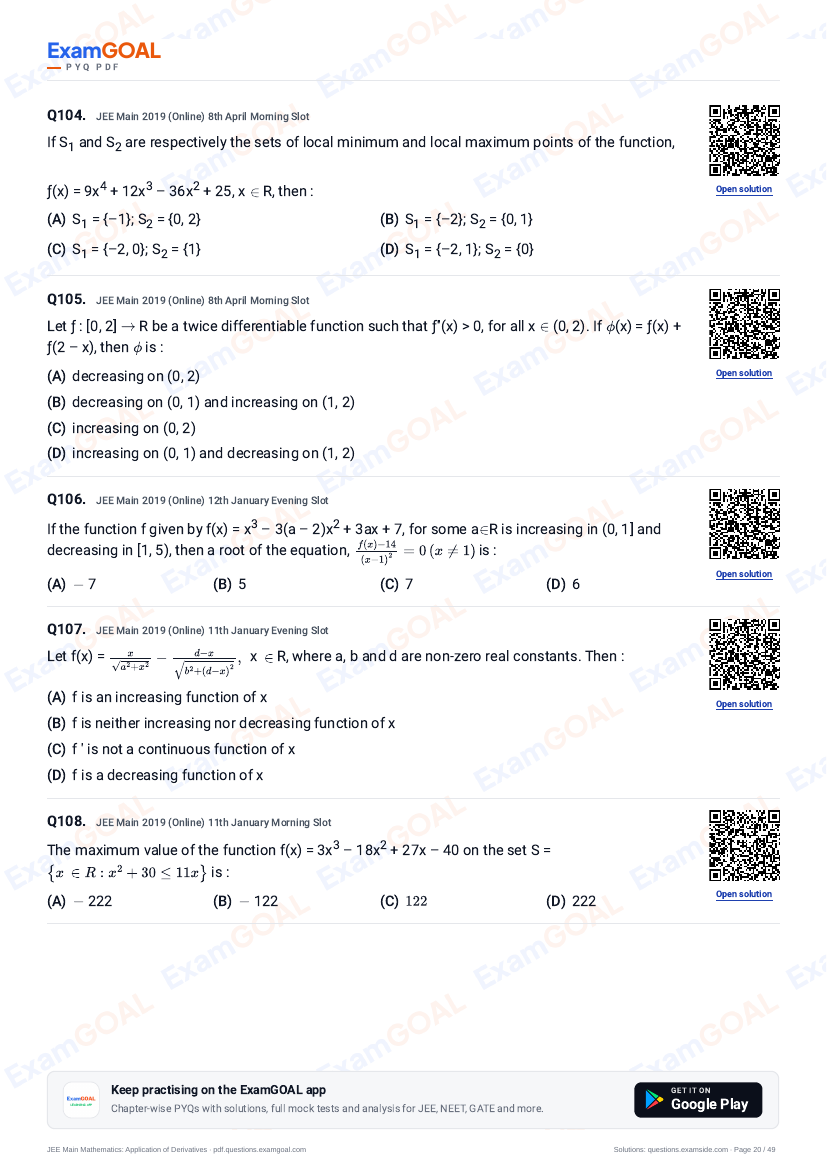 ExamGOAL
PYQ PDF
Q104. JEE Main 2019 (Online) 8th April Morning Slot
If S₁ and S₂ are respectively the sets of local minimum and local maximum points of the function,
Open solution
ƒ(x) = 9x⁴ + 12x³ – 36x² + 25, x ∈ R, then :
(A) S₁ = {–1}; S₂ = {0, 2}
(B) S₁ = {–2}; S₂ = {0, 1}
(C) S₁ = {–2, 0}; S₂ = {1}
(D) S₁ = {–2, 1}; S₂ = {0}
Q105. JEE Main 2019 (Online) 8th April Morning Slot
Let ƒ : [0, 2] → R be a twice differentiable function such that ƒ''(x) > 0, for all x ∈ (0, 2). If ϕ(x) = ƒ(x) +
ƒ(2 – x), then ϕ is :
Open solution
(A) decreasing on (0, 2)
(B) decreasing on (0, 1) and increasing on (1, 2)
(C) increasing on (0, 2)
(D) increasing on (0, 1) and decreasing on (1, 2)
Q106. JEE Main 2019 (Online) 12th January Evening Slot
If the function f given by f(x) = x³ – 3(a – 2)x² + 3ax + 7, for some a∈R is increasing in (0, 1] and
decreasing in [1, 5), then a root of the equation, (f(x)−14)/(x−1)² = 0 (x ≠ 1) is :
Open solution
(A) − 7
(B) 5
(C) 7
(D) 6
Q107. JEE Main 2019 (Online) 11th January Evening Slot
Let f(x) = x/√(a²+x²) − (d−x)/√(b²+(d−x)²), x ∈ R, where a, b and d are non-zero real constants. Then :
Open solution
(A) f is an increasing function of x
(B) f is neither increasing nor decreasing function of x
(C) f ' is not a continuous function of x
(D) f is a decreasing function of x
Q108. JEE Main 2019 (Online) 11th January Morning Slot
The maximum value of the function f(x) = 3x³ – 18x² + 27x – 40 on the set S =
{x ∈ R : x² + 30 ≤ 11x} is :
Open solution
(A) − 222
(B) − 122
(C) 122
(D) 222
Keep practising on the ExamGOAL app
Chapter-wise PYQs with solutions, full mock tests and analysis for JEE, NEET, GATE and more.
GET IT ON
Google Play
JEE Main Mathematics: Application of Derivatives · pdf.questions.examgoal.com
Solutions: questions.examside.com · Page 20 / 49